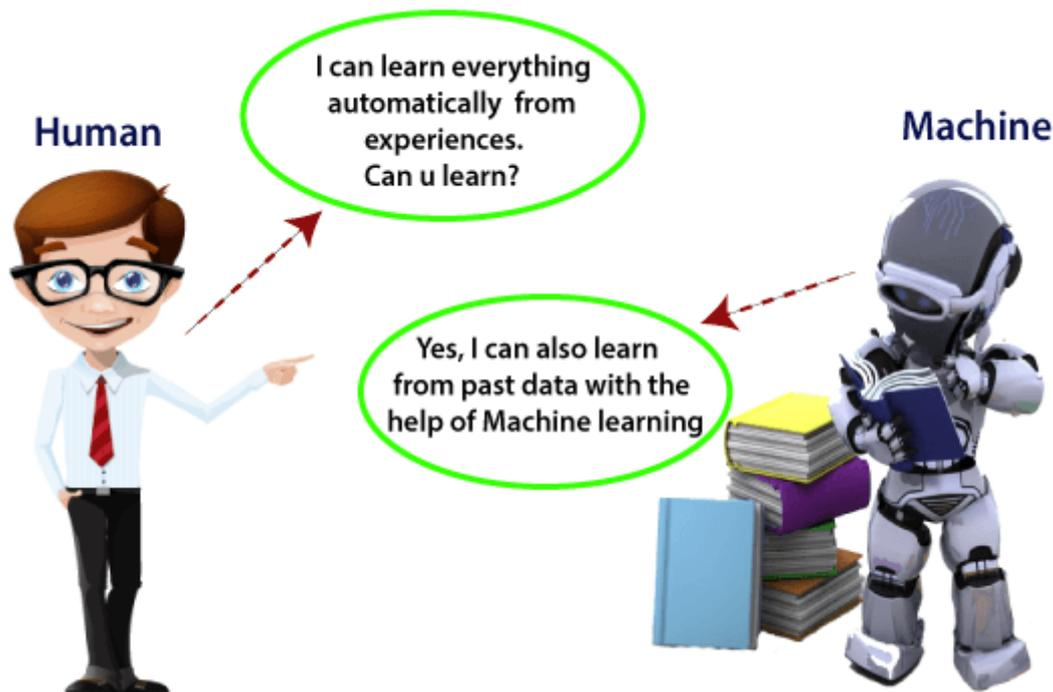 Human
I can learn everything
automatically from
experiences.
Can u learn?
Machine
Yes, I can also learn
from past data with the
help of Machine learning